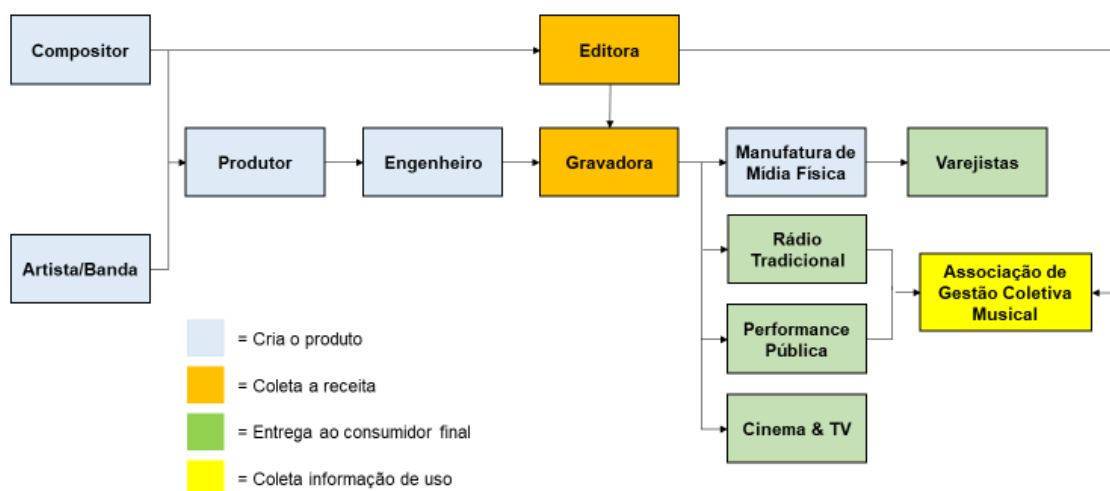 Compositor
Editora
Produtor
Engenheiro
Gravadora
Manufatura de
Mídia Física
Varejistas
Artista/Banda
Rádio
Tradicional
Associação de
Gestão Coletiva
Musical
Performance
Pública
Cinema & TV
= Cria o produto
= Coleta a receita
= Entrega ao consumidor final
= Coleta informação de uso